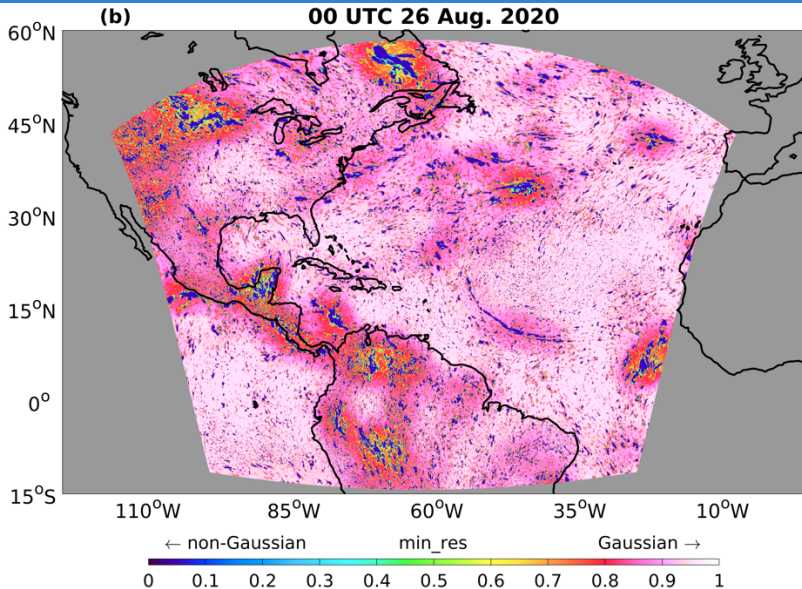 (b) 00 UTC 26 Aug. 2020
60°N
45°N
30°N
15°N
0°
15°S
110°W 85°W 60°W 35°W 10°W
← non-Gaussian min_res Gaussian →
0 0.1 0.2 0.3 0.4 0.5 0.6 0.7 0.8 0.9 1